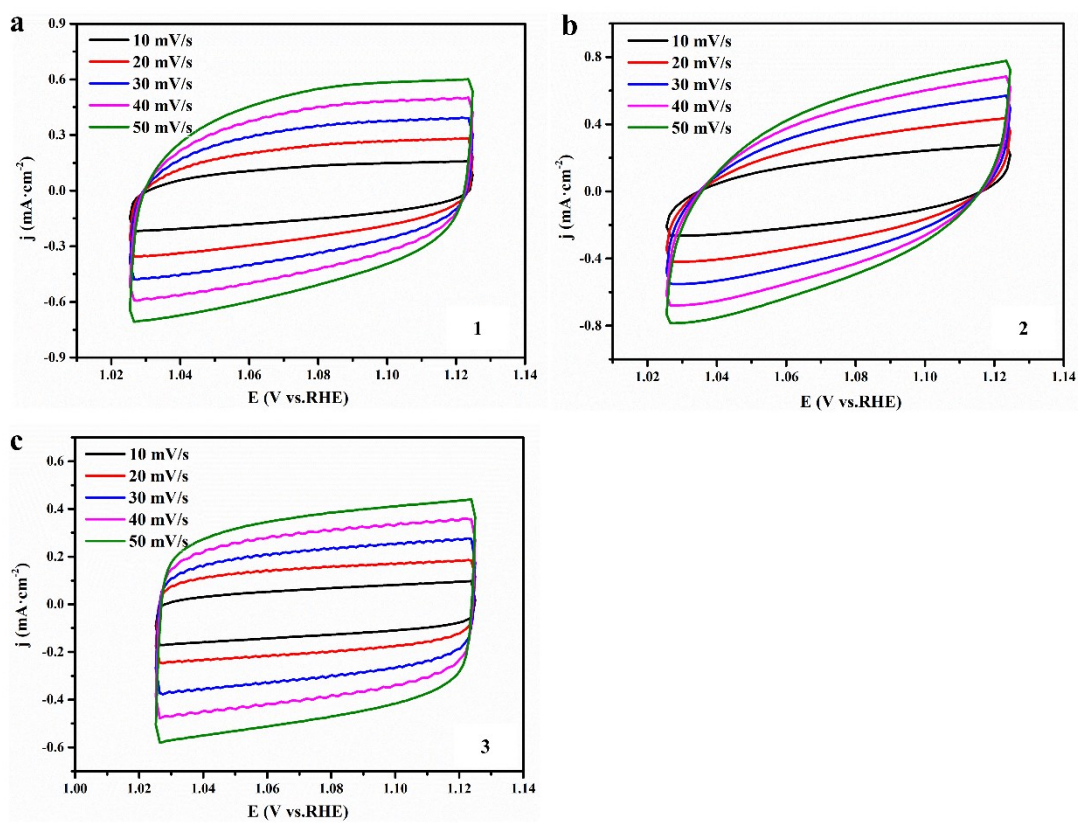 a
10 mV/s
20 mV/s
30 mV/s
40 mV/s
50 mV/s
0.9
0.6
0.3
0.0
-0.3
-0.6
-0.9
j (mA·cm-2)
1
1.02 1.04 1.06 1.08 1.10 1.12 1.14
E (V vs.RHE)
b
10 mV/s
20 mV/s
30 mV/s
40 mV/s
50 mV/s
0.8
0.4
0.0
-0.4
-0.8
j (mA·cm-2)
2
1.02 1.04 1.06 1.08 1.10 1.12 1.14
E (V vs.RHE)
c
10 mV/s
20 mV/s
30 mV/s
40 mV/s
50 mV/s
0.6
0.4
0.2
0.0
-0.2
-0.4
-0.6
j (mA·cm-2)
3
1.00 1.02 1.04 1.06 1.08 1.10 1.12 1.14
E (V vs.RHE)